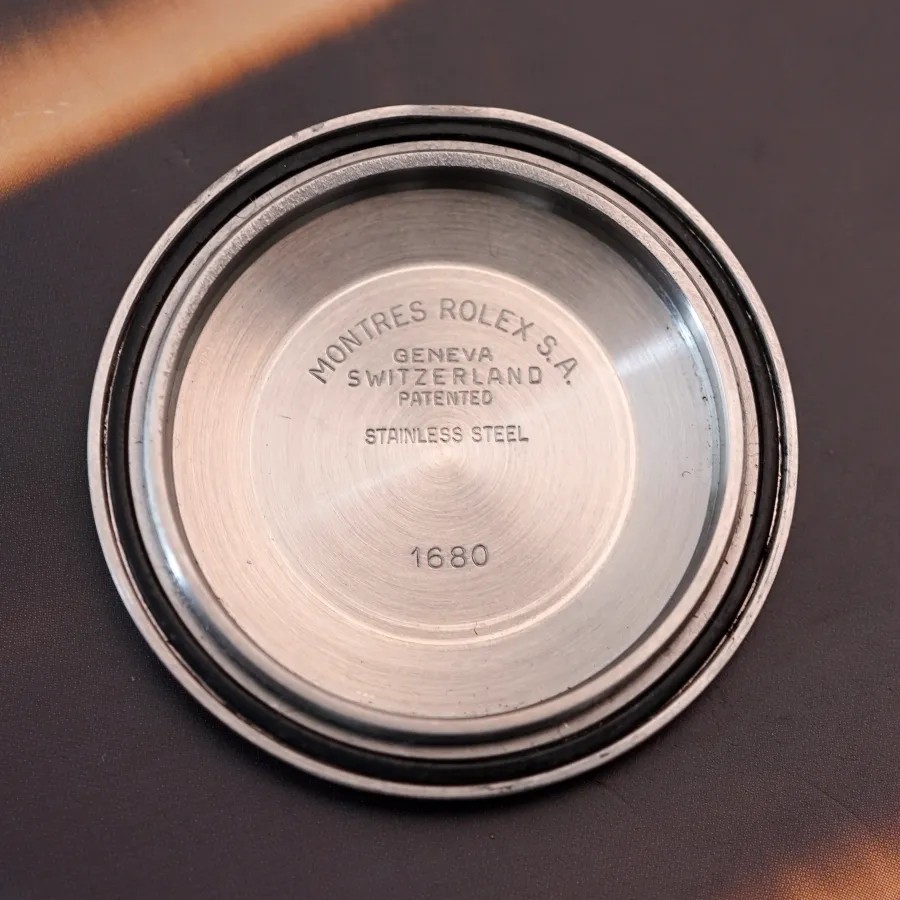 MONTRES ROLEX S.A.
GENEVA
SWITZERLAND
PATENTED
STAINLESS STEEL
1680